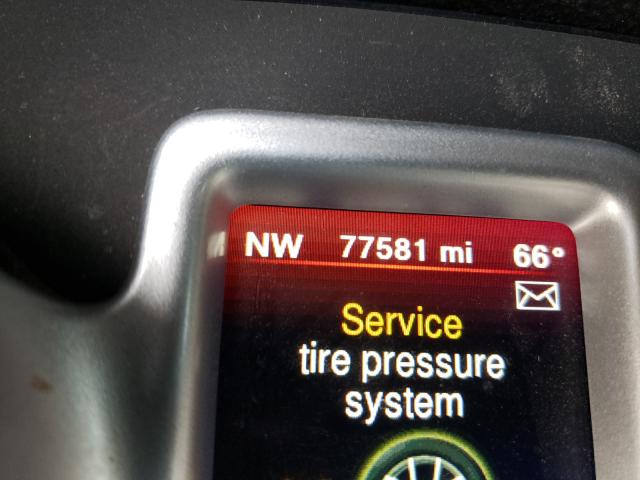 NW 77581 mi 66°
Service
tire pressure
system